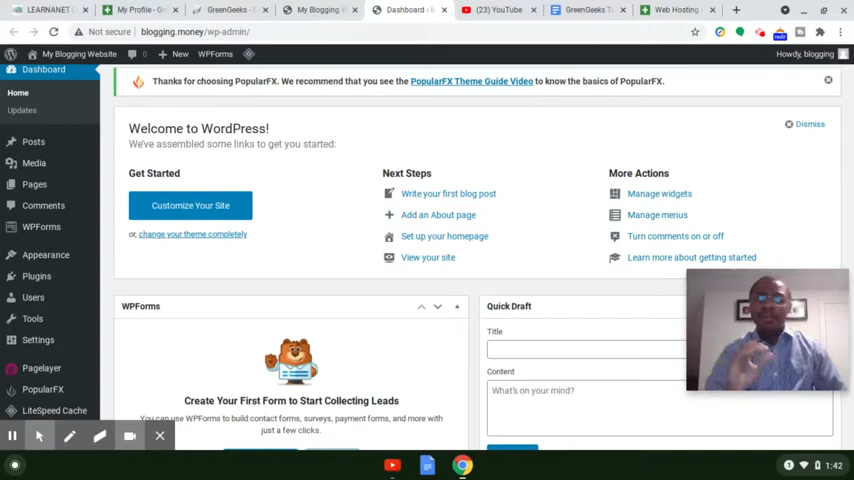 LEARNANET |
My Profile - G
GreenGeeks - S
My Blogging W
Dashboard ‹ M
(23) YouTube
GreenGeeks T
Web Hosting
Not secure | blogging.money/wp-admin/
My Blogging Website 0 + New WPForms
Howdy, blogging
Dashboard
Home
Updates
Posts
Media
Pages
Comments
WPForms
Appearance
Plugins
Users
Tools
Settings
Pagelayer
PopularFX
LiteSpeed Cache
Thanks for choosing PopularFX. We recommend that you see the PopularFX Theme Guide Video to know the basics of PopularFX.
Welcome to WordPress!
We've assembled some links to get you started:
Dismiss
Get Started
Customize Your Site
or, change your theme completely
Next Steps
Write your first blog post
Add an About page
Set up your homepage
View your site
More Actions
Manage widgets
Manage menus
Turn comments on or off
Learn more about getting started
WPForms
Create Your First Form to Start Collecting Leads
You can use WPForms to build contact forms, surveys, payment forms, and more with
just a few clicks.
Quick Draft
Title
Content
What's on your mind?
1 1:42